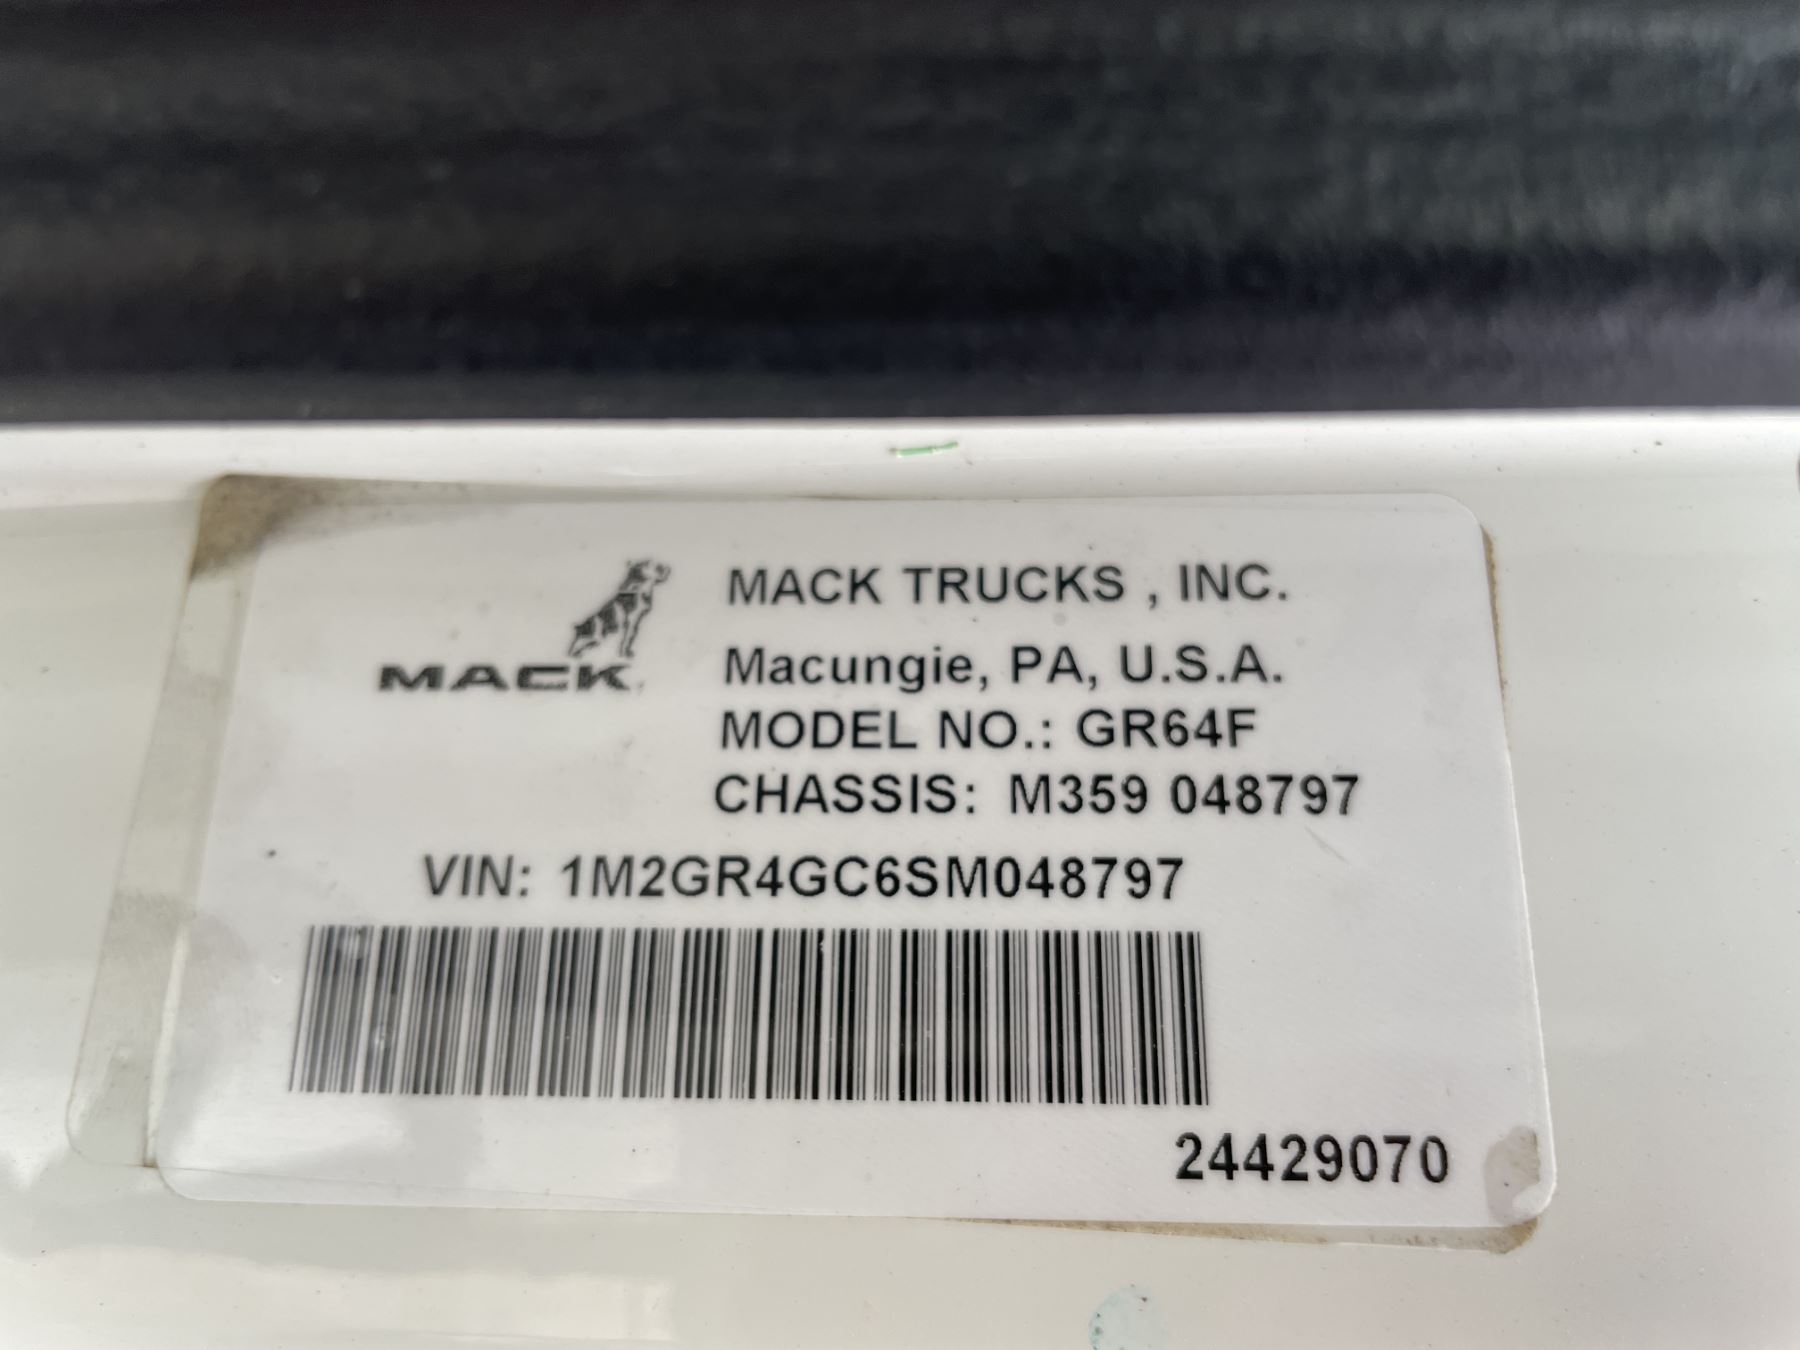 MACK
MACK TRUCKS , INC.
Macungie, PA, U.S.A.
MODEL NO.: GR64F
CHASSIS: M359 048797
VIN: 1M2GR4GC6SM048797
24429070